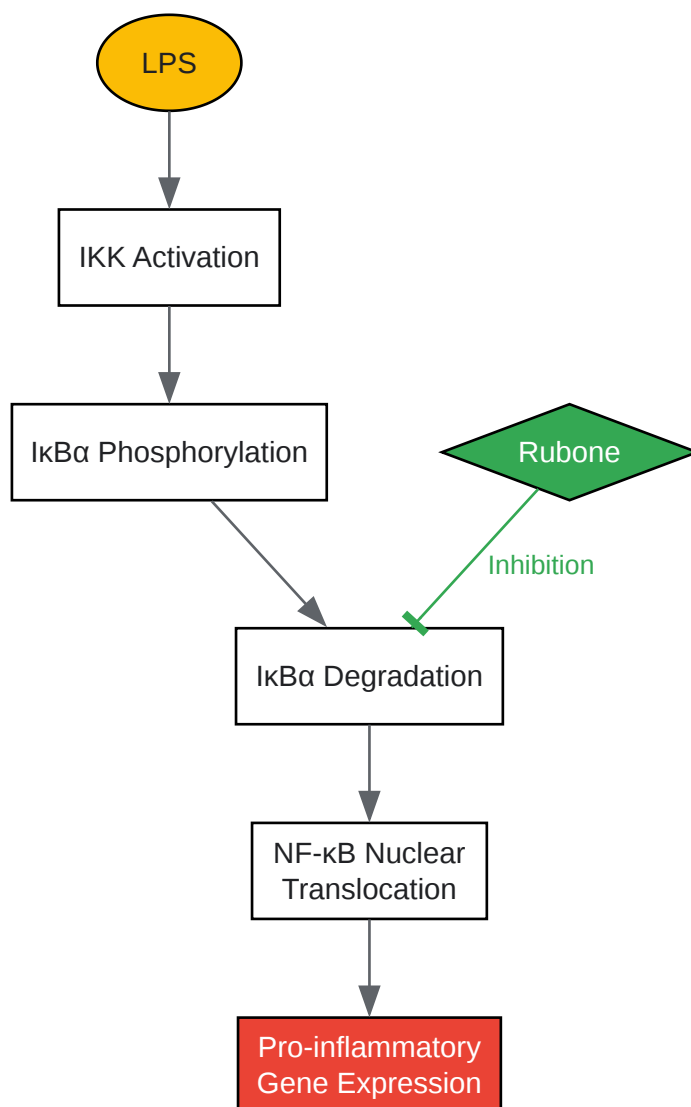 LPS
IKK Activation
IκBα Phosphorylation
Rubone
Inhibition
IκBα Degradation
NF-κB Nuclear
Translocation
Pro-inflammatory
Gene Expression